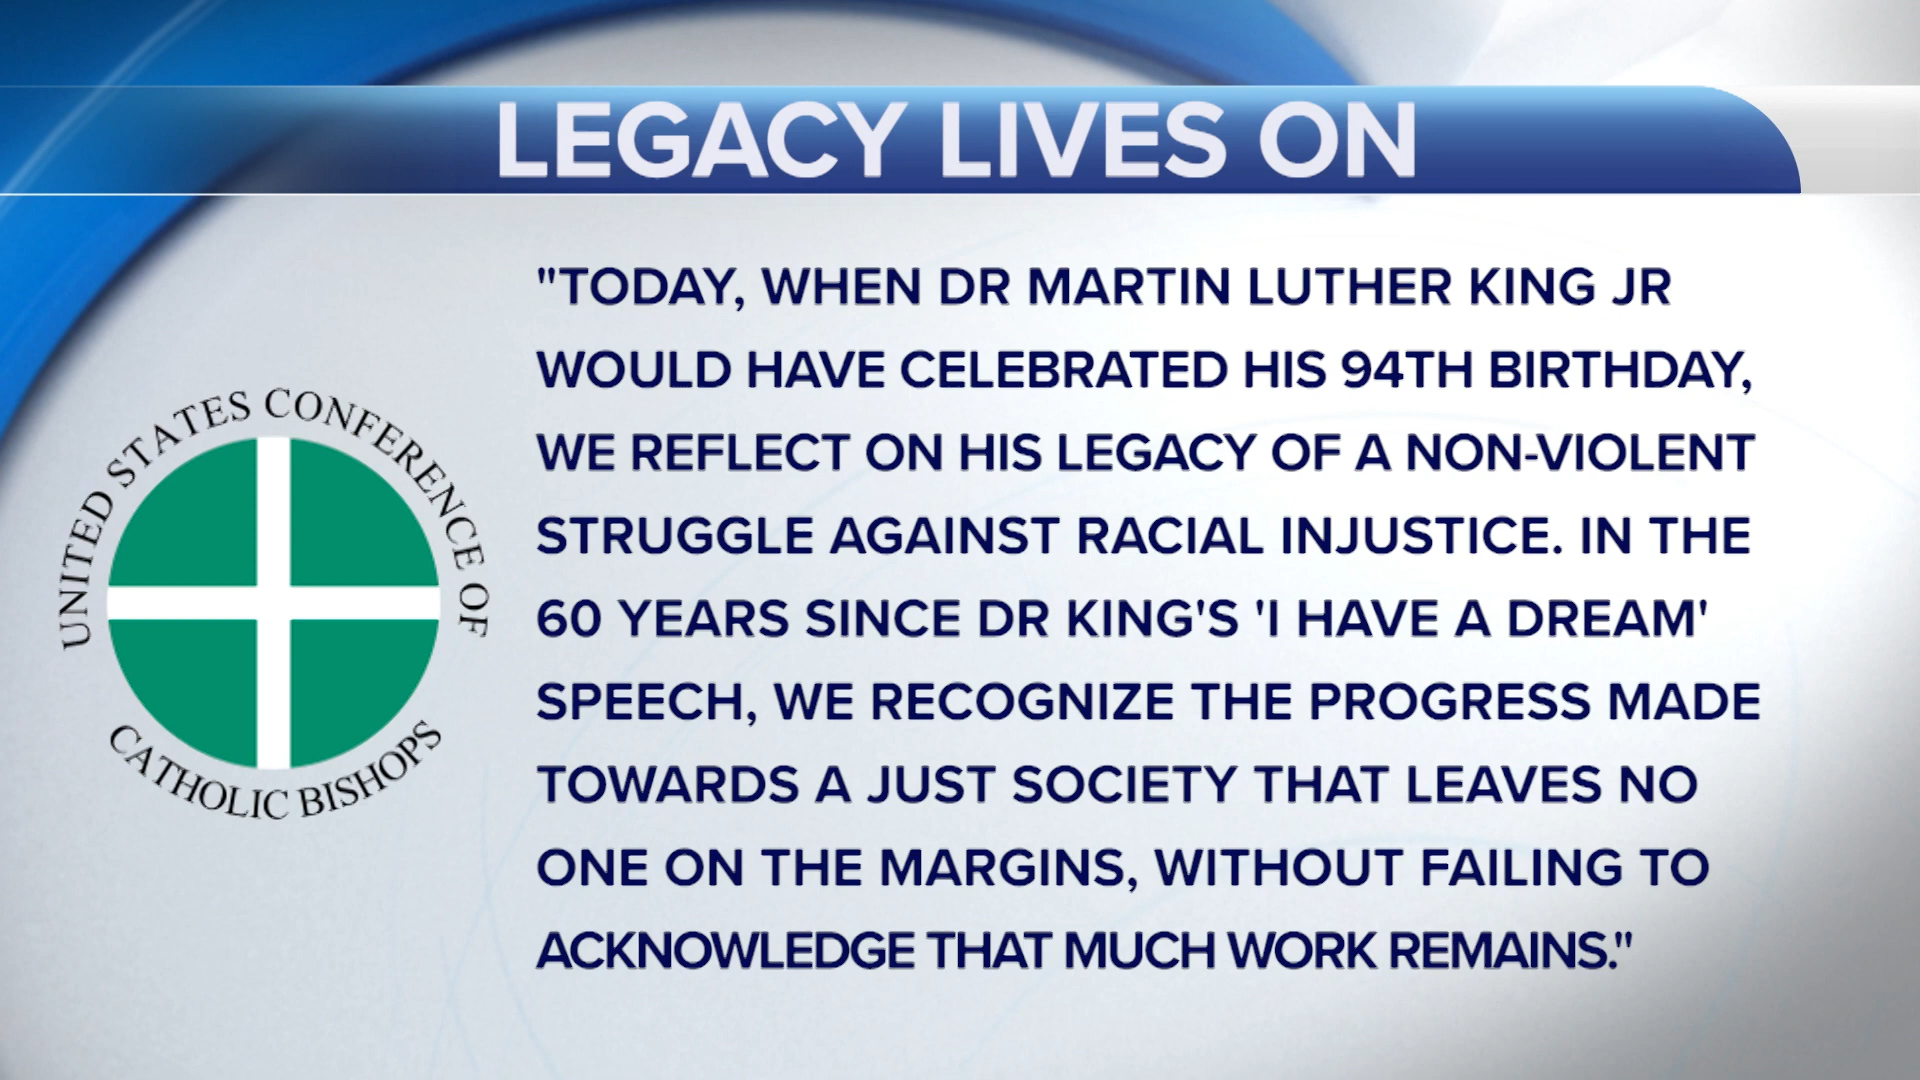 LEGACY LIVES ON
UNITED STATES CONFERENCE OF
CATHOLIC BISHOPS
"TODAY, WHEN DR MARTIN LUTHER KING JR
WOULD HAVE CELEBRATED HIS 94TH BIRTHDAY,
WE REFLECT ON HIS LEGACY OF A NON-VIOLENT
STRUGGLE AGAINST RACIAL INJUSTICE. IN THE
60 YEARS SINCE DR KING'S 'I HAVE A DREAM'
SPEECH, WE RECOGNIZE THE PROGRESS MADE
TOWARDS A JUST SOCIETY THAT LEAVES NO
ONE ON THE MARGINS, WITHOUT FAILING TO
ACKNOWLEDGE THAT MUCH WORK REMAINS."